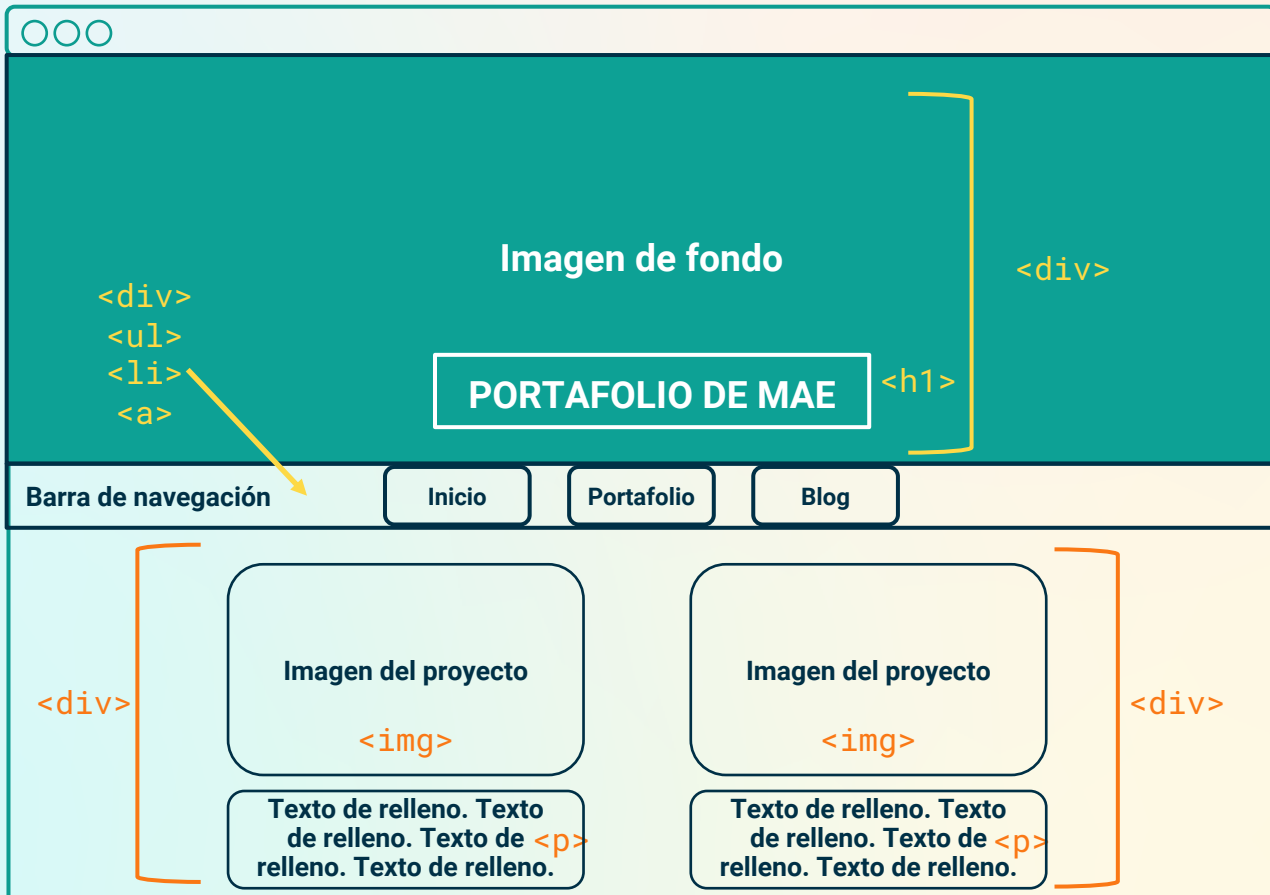 Imagen de fondo
<div>
<div>
<ul>
<li>
<a>
PORTAFOLIO DE MAE
<h1>
Barra de navegación
Inicio
Portafolio
Blog
Imagen del proyecto
Imagen del proyecto
<div>
<div>
<img>
<img>
Texto de relleno. Texto
de relleno. Texto de <p>
relleno. Texto de relleno.
Texto de relleno. Texto
de relleno. Texto de <p>
relleno. Texto de relleno.